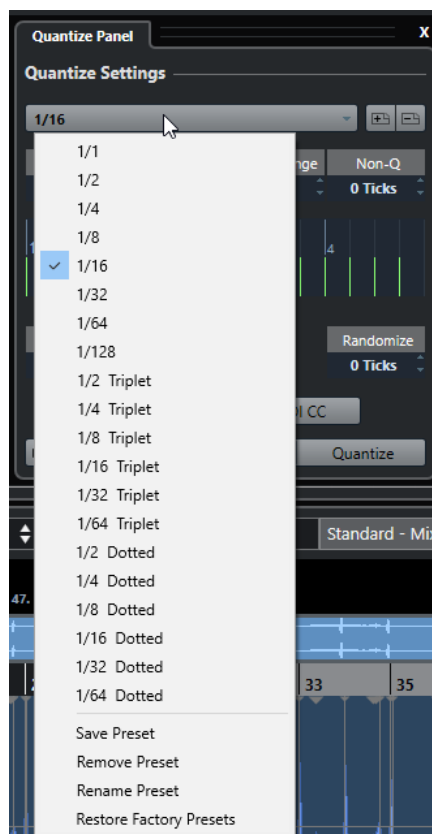 Quantize Panel
X
Quantize Settings
1/16
1/1
1/2
nge
Non-Q
1/4
0 Ticks
1/8
1
4
1/16
1/32
1/64
Randomize
1/128
0 Ticks
1/2 Triplet
1/4 Triplet
1/8 Triplet
CC
1/16 Triplet
Quantize
1/32 Triplet
1/64 Triplet
Standard - Mi
1/2 Dotted
1/4 Dotted
47.
1/8 Dotted
1/16 Dotted
1/32 Dotted
33
35
1/64 Dotted
Save Preset
Remove Preset
Rename Preset
Restore Factory Presets